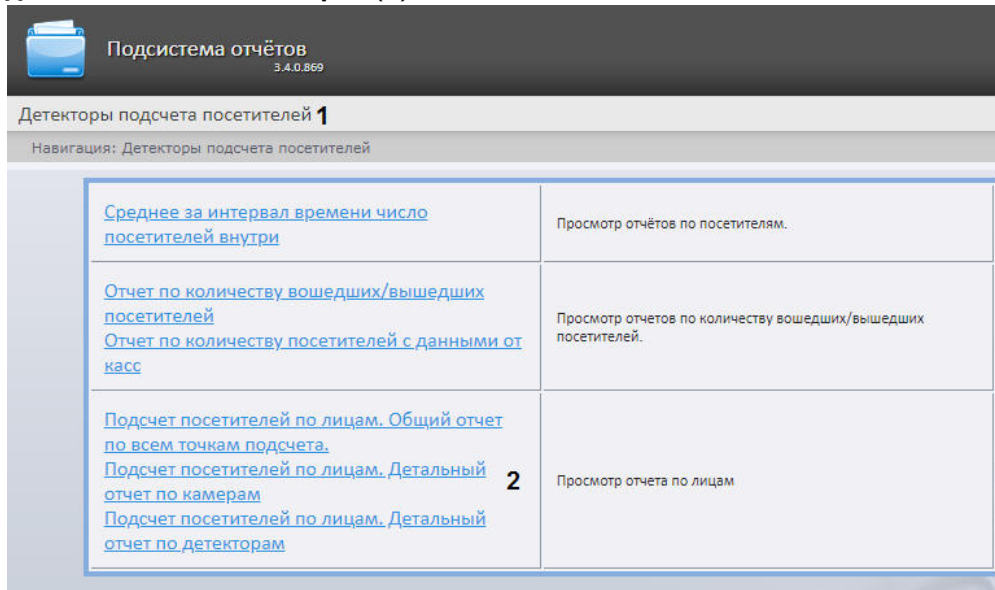 Подсистема отчётов
3.4.0.869
Детекторы подсчета посетителей 1
Навигация: Детекторы подсчета посетителей
Среднее за интервал времени число
посетителей внутри
Просмотр отчётов по посетителям.
Отчет по количеству вошедших/вышедших
посетителей
Отчет по количеству посетителей с данными от
касс
Просмотр отчетов по количеству вошедших/вышедших
посетителей.
Подсчет посетителей по лицам. Общий отчет
по всем точкам подсчета.
Подсчет посетителей по лицам. Детальный
отчет по камерам
Подсчет посетителей по лицам. Детальный
отчет по детекторам
2
Просмотр отчета по лицам